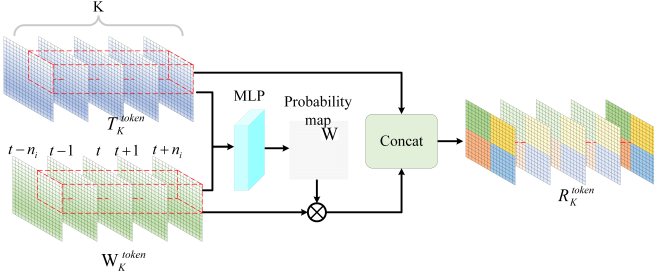 K
T_K^{token}
MLP
Probability
map
W
Concat
t−n_i t−1 t t+1 t+n_i
R_K^{token}
W_K^{token}